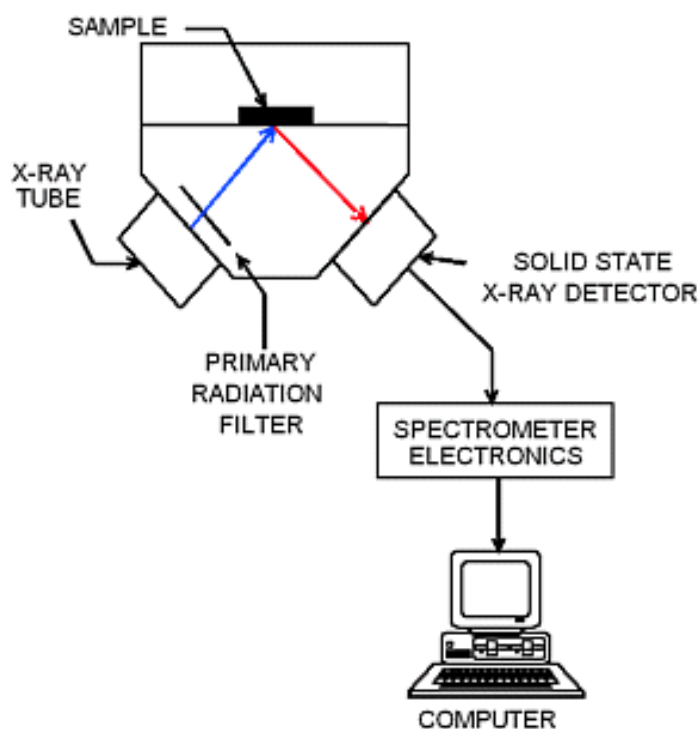 SAMPLE
X-RAY
TUBE
SOLID STATE
X-RAY DETECTOR
PRIMARY
RADIATION
FILTER
SPECTROMETER
ELECTRONICS
COMPUTER